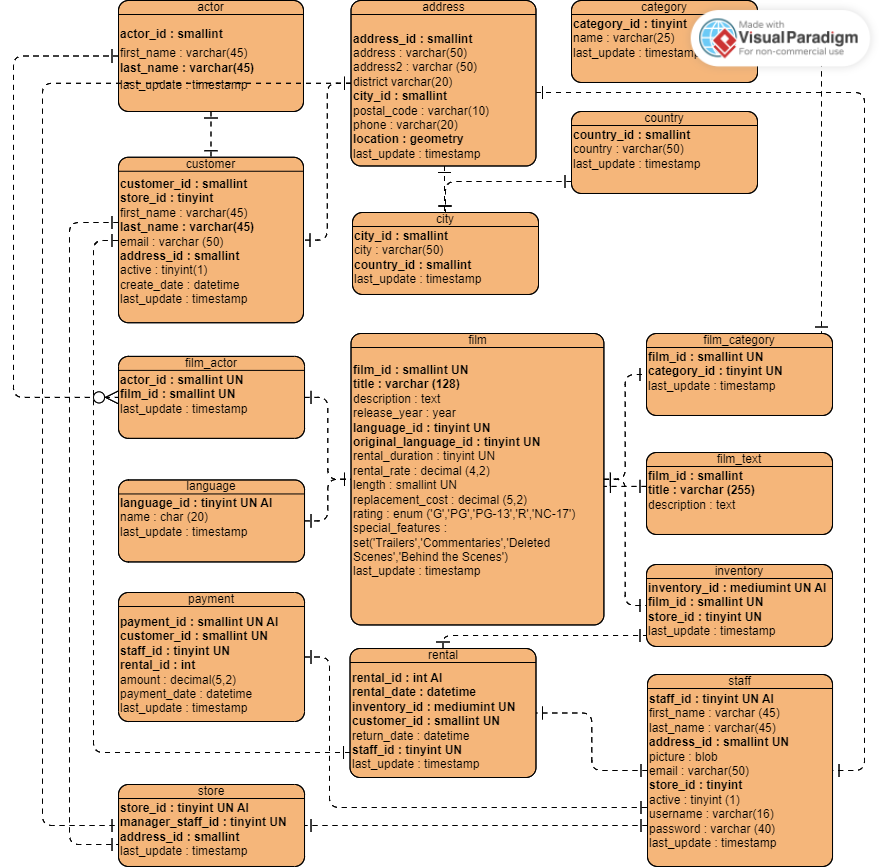 actor
actor_id : smallint
first_name : varchar(45)
last_name : varchar(45)
last_update : timestamp
address
address_id : smallint
address : varchar(50)
address2 : varchar (50)
district varchar(20)
city_id : smallint
postal_code : varchar(10)
phone : varchar(20)
location : geometry
last_update : timestamp
category
category_id : tinyint
name : varchar(25)
last_update : timestamp
Made with
VisualParadigm
For non-commercial use
country
country_id : smallint
country : varchar(50)
last_update : timestamp
customer
customer_id : smallint
store_id : tinyint
first_name : varchar(45)
last_name : varchar(45)
email : varchar (50)
address_id : smallint
active : tinyint(1)
create_date : datetime
last_update : timestamp
city
city_id : smallint
city : varchar(50)
country_id : smallint
last_update : timestamp
film_actor
actor_id : smallint UN
film_id : smallint UN
last_update : timestamp
film
film_id : smallint UN
title : varchar (128)
description : text
release_year : year
language_id : tinyint UN
original_language_id : tinyint UN
rental_duration : tinyint UN
rental_rate : decimal (4,2)
length : smallint UN
replacement_cost : decimal (5,2)
rating : enum ('G','PG','PG-13','R','NC-17')
special_features :
set('Trailers','Commentaries','Deleted
Scenes','Behind the Scenes')
last_update : timestamp
film_category
film_id : smallint UN
category_id : tinyint UN
last_update : timestamp
film_text
film_id : smallint
title : varchar (255)
description : text
language
language_id : tinyint UN AI
name : char (20)
last_update : timestamp
inventory
inventory_id : mediumint UN AI
film_id : smallint UN
store_id : tinyint UN
last_update : timestamp
payment
payment_id : smallint UN AI
customer_id : smallint UN
staff_id : tinyint UN
rental_id : int
amount : decimal(5,2)
payment_date : datetime
last_update : timestamp
rental
rental_id : int AI
rental_date : datetime
inventory_id : mediumint UN
customer_id : smallint UN
return_date : datetime
staff_id : tinyint UN
last_update : timestamp
staff
staff_id : tinyint UN AI
first_name : varchar (45)
last_name : varchar(45)
address_id : smallint UN
picture : blob
email : varchar(50)
store_id : tinyint
active : tinyint (1)
username : varchar(16)
password : varchar (40)
last_update : timestamp
store
store_id : tinyint UN AI
manager_staff_id : tinyint UN
address_id : smallint
last_update : timestamp